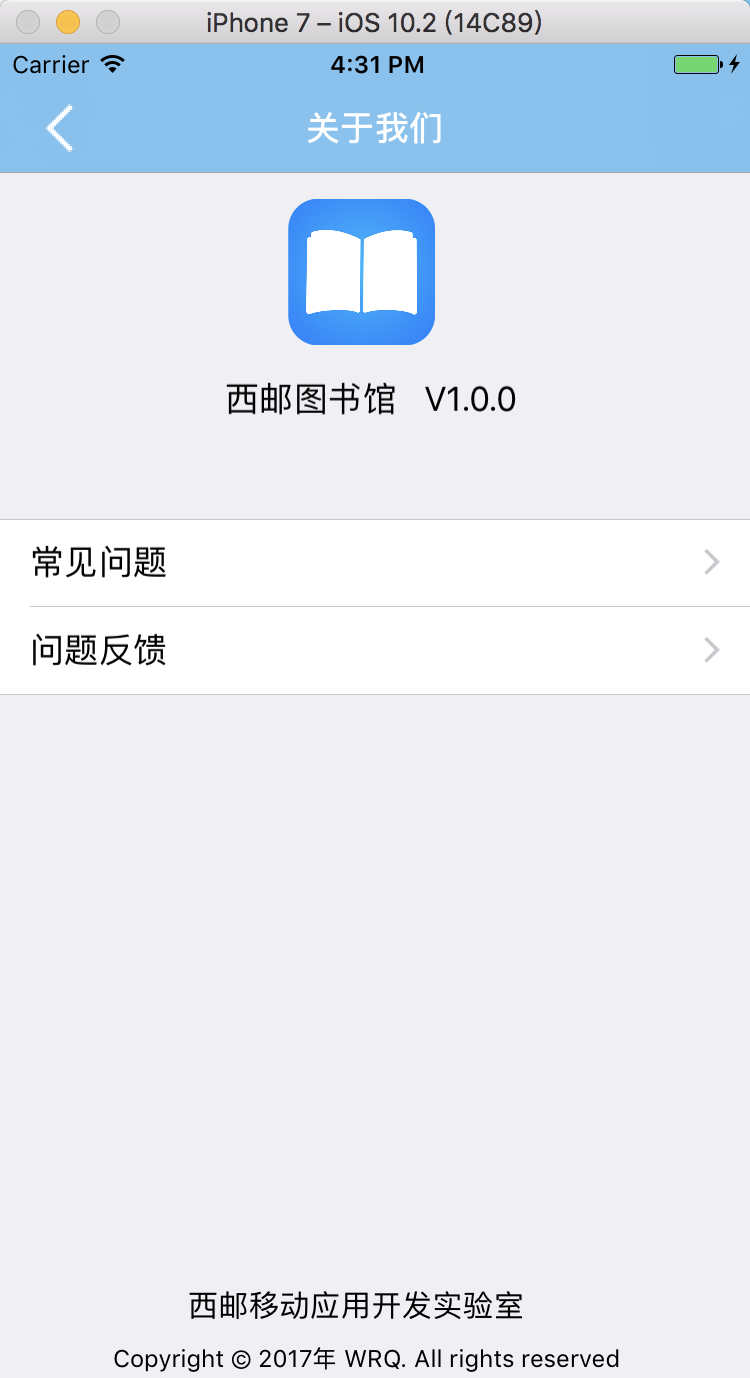 iPhone 7 – iOS 10.2 (14C89)
Carrier 4:31 PM
关于我们
西邮图书馆 V1.0.0
常见问题
问题反馈
西邮移动应用开发实验室
Copyright © 2017年 WRQ. All rights reserved